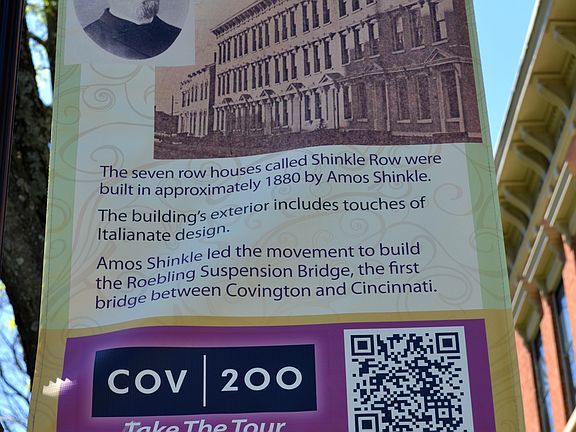 The seven row houses called Shinkle Row were
built in approximately 1880 by Amos Shinkle.
The building's exterior includes touches of
Italianate design.
Amos Shinkle led the movement to build
the Roebling Suspension Bridge, the first
bridge between Covington and Cincinnati.
COV | 200
Take The Tour